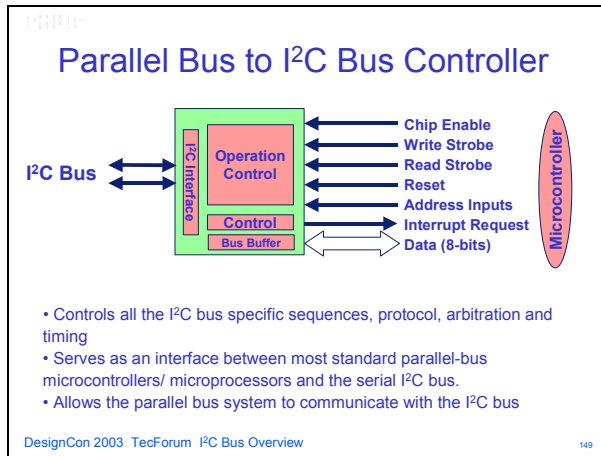 Parallel Bus to I²C Bus Controller
I²C Bus
I²C Interface
Operation
Control
Control
Bus Buffer
Chip Enable
Write Strobe
Read Strobe
Reset
Address Inputs
Interrupt Request
Data (8-bits)
Microcontroller
• Controls all the I²C bus specific sequences, protocol, arbitration and
timing
• Serves as an interface between most standard parallel-bus
microcontrollers/ microprocessors and the serial I²C bus.
• Allows the parallel bus system to communicate with the I²C bus
DesignCon 2003 TecForum I²C Bus Overview
149